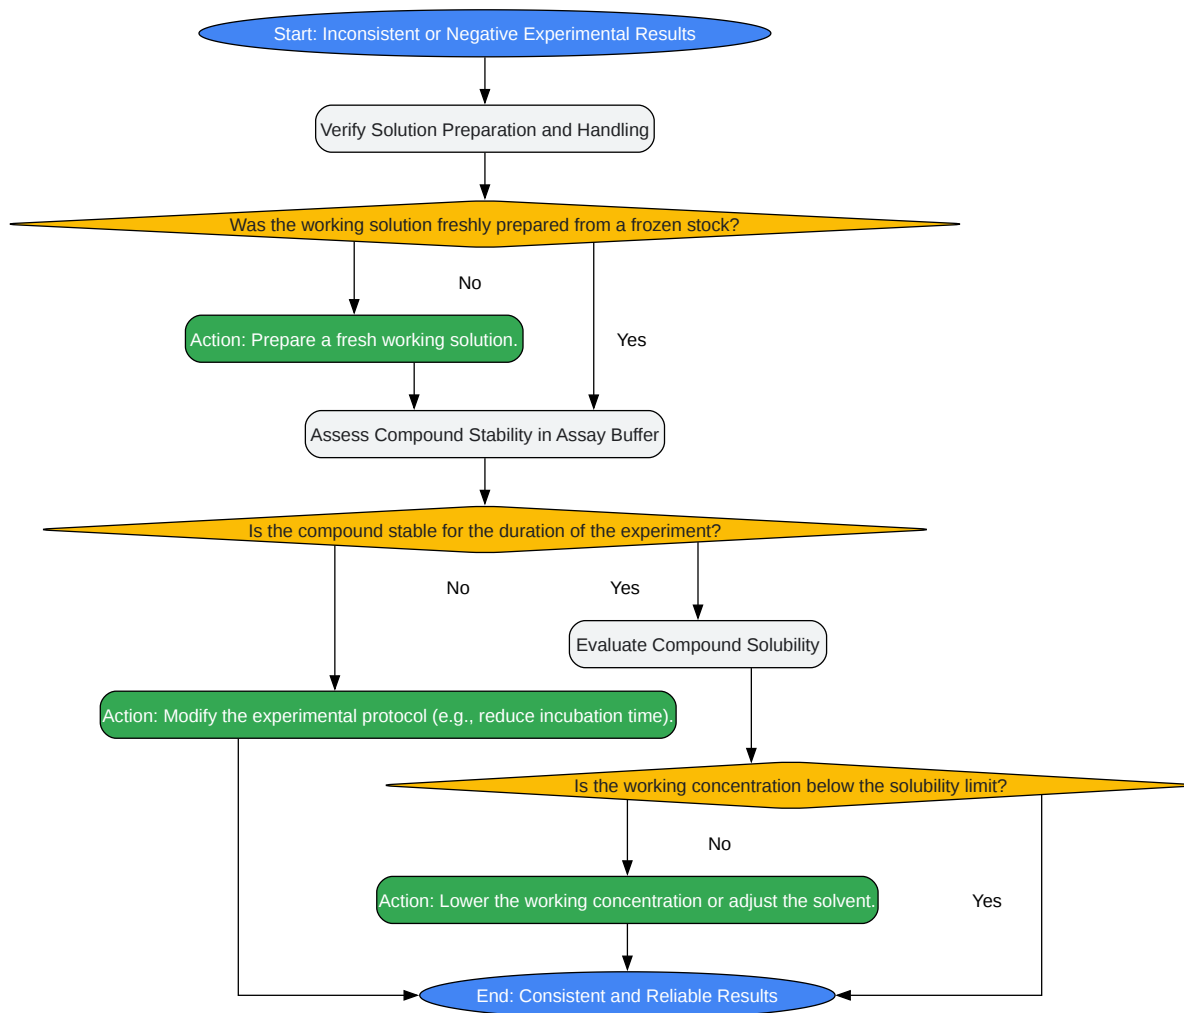 Start: Inconsistent or Negative Experimental Results
Verify Solution Preparation and Handling
Was the working solution freshly prepared from a frozen stock?
No
Action: Prepare a fresh working solution.
Yes
Assess Compound Stability in Assay Buffer
Is the compound stable for the duration of the experiment?
No
Yes
Evaluate Compound Solubility
Action: Modify the experimental protocol (e.g., reduce incubation time).
Is the working concentration below the solubility limit?
No
Action: Lower the working concentration or adjust the solvent.
Yes
End: Consistent and Reliable Results